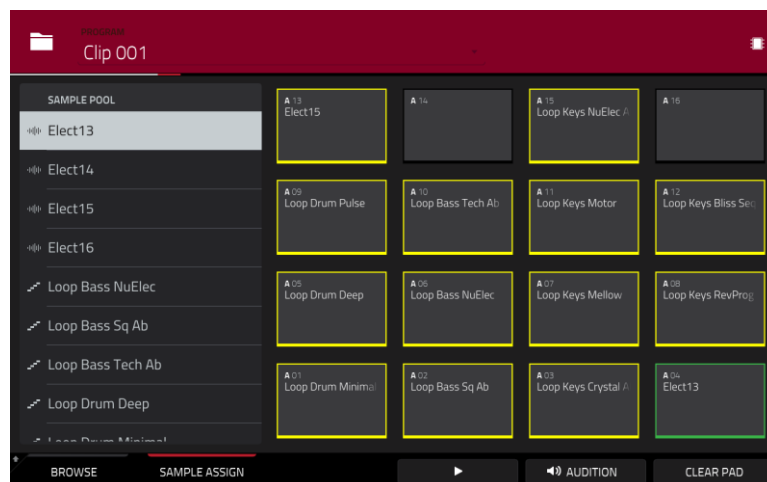 PROGRAM
Clip 001
SAMPLE POOL
Elect13
Elect14
Elect15
Elect16
Loop Bass NuElec
Loop Bass Sq Ab
Loop Bass Tech Ab
Loop Drum Deep
Loop Drum Minimal
A 13
Elect15
A 14
A 15
Loop Keys NuElec A
A 16
A 09
Loop Drum Pulse
A 10
Loop Bass Tech Ab
A 11
Loop Keys Motor
A 12
Loop Keys Bliss Sec
A 05
Loop Drum Deep
A 06
Loop Bass NuElec
A 07
Loop Keys Mellow
A 08
Loop Keys RevProg
A 01
Loop Drum Minimal
A 02
Loop Bass Sq Ab
A 03
Loop Keys Crystal A
A 04
Elect13
BROWSE
SAMPLE ASSIGN
AUDITION
CLEAR PAD